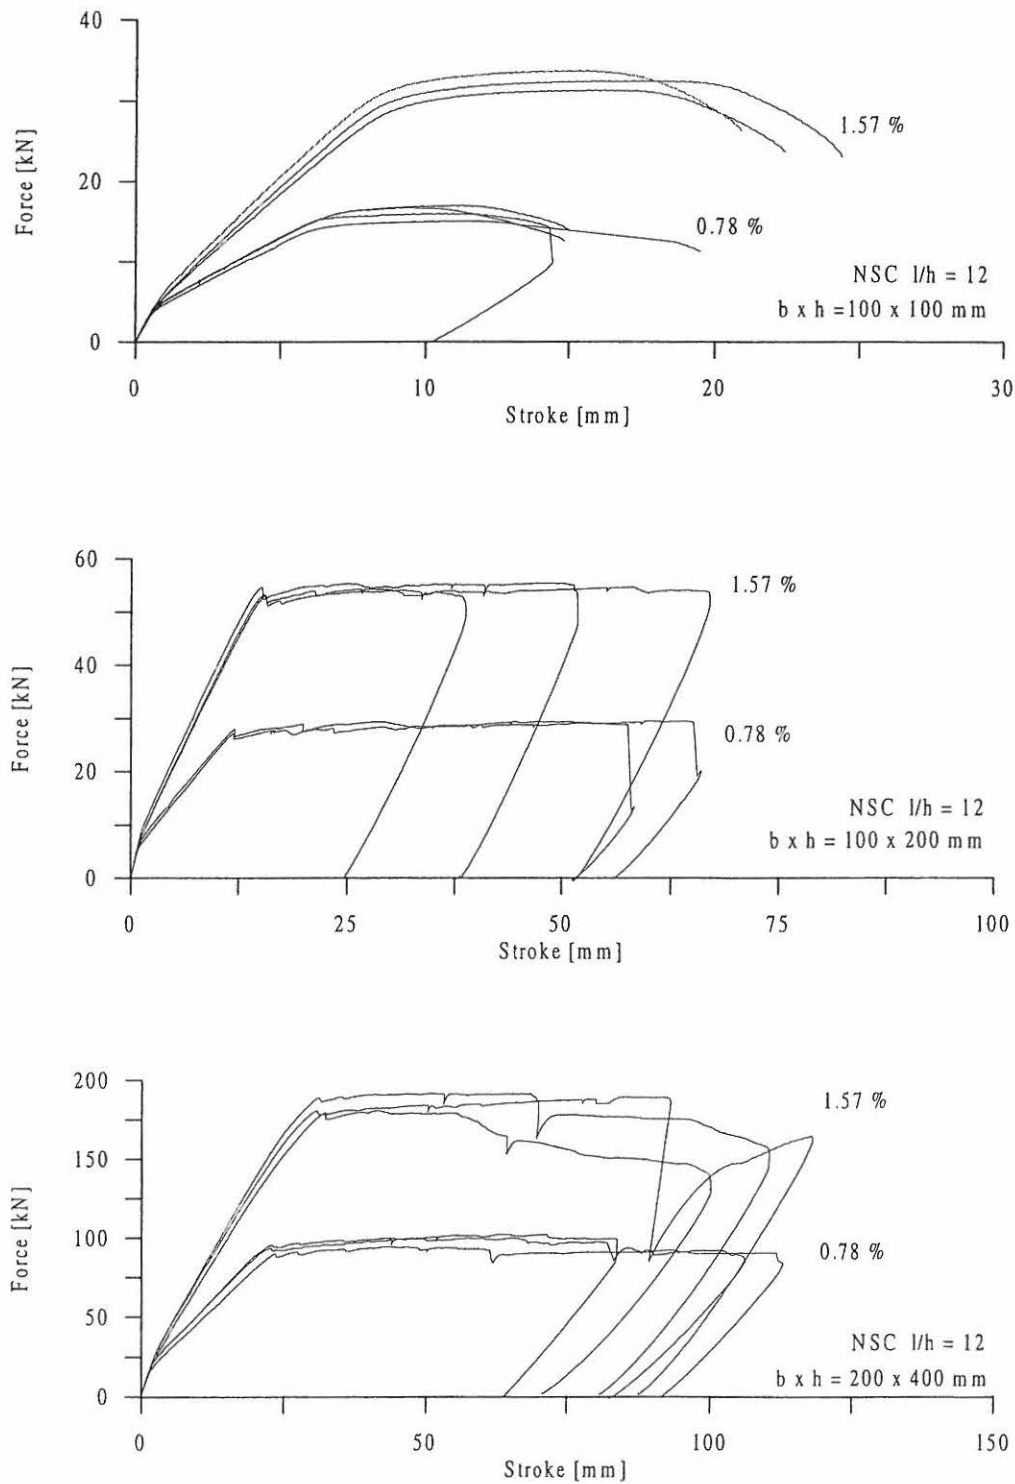 40
20
0
Force [kN]
1.57 %
0.78 %
NSC l/h = 12
b x h =100 x 100 mm
0 10 20 30
Stroke [mm]
60
40
20
0
Force [kN]
1.57 %
0.78 %
NSC l/h = 12
b x h = 100 x 200 mm
0 25 50 75 100
Stroke [mm]
200
150
100
50
0
Force [kN]
1.57 %
0.78 %
NSC l/h = 12
b x h = 200 x 400 mm
0 50 100 150
Stroke [mm]